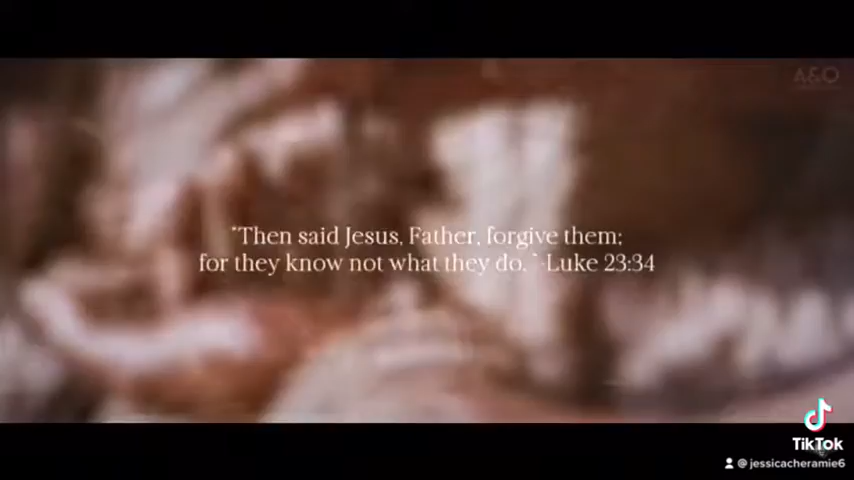 A&O
"Then said Jesus, Father, forgive them;
for they know not what they do. "-Luke 23:34
TikTok
@jessicacheramie6